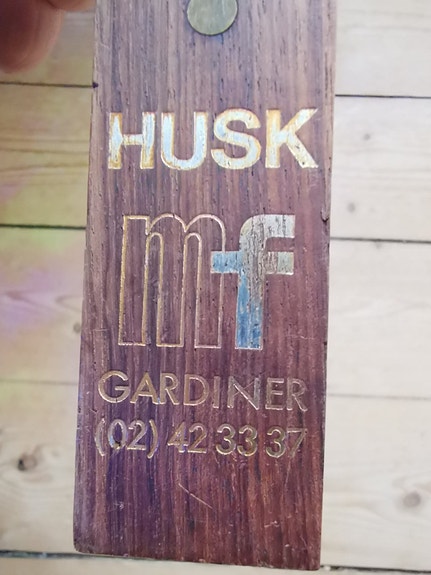 HUSK
mf
GARDINER
(02) 42 33 37